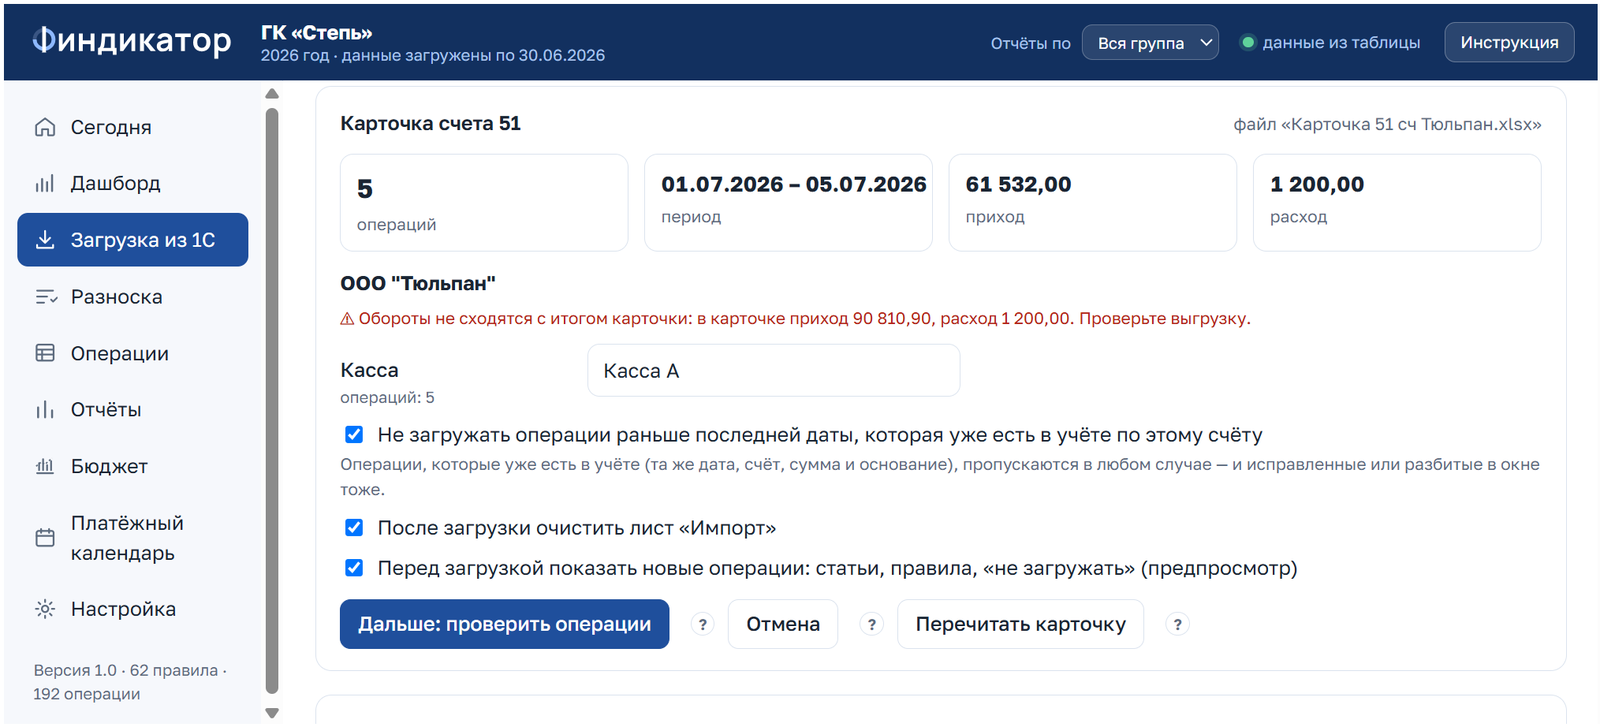 Финдикатор
ГК «Степь»
2026 год · данные загружены по 30.06.2026
Отчёты по
Вся группа
данные из таблицы
Инструкция
Сегодня
Дашборд
Загрузка из 1С
Разноска
Операции
Отчёты
Бюджет
Платёжный
календарь
Настройка
Версия 1.0 · 62 правила ·
192 операции
Карточка счета 51
файл «Карточка 51 сч Тюльпан.xlsx»
5
операций
01.07.2026 – 05.07.2026
период
61 532,00
приход
1 200,00
расход
ООО "Тюльпан"
⚠ Обороты не сходятся с итогом карточки: в карточке приход 90 810,90, расход 1 200,00. Проверьте выгрузку.
Касса
операций: 5
Касса А
Не загружать операции раньше последней даты, которая уже есть в учёте по этому счёту
Операции, которые уже есть в учёте (та же дата, счёт, сумма и основание), пропускаются в любом случае — и исправленные или разбитые в окне
тоже.
После загрузки очистить лист «Импорт»
Перед загрузкой показать новые операции: статьи, правила, «не загружать» (предпросмотр)
Дальше: проверить операции
?
Отмена
?
Перечитать карточку
?